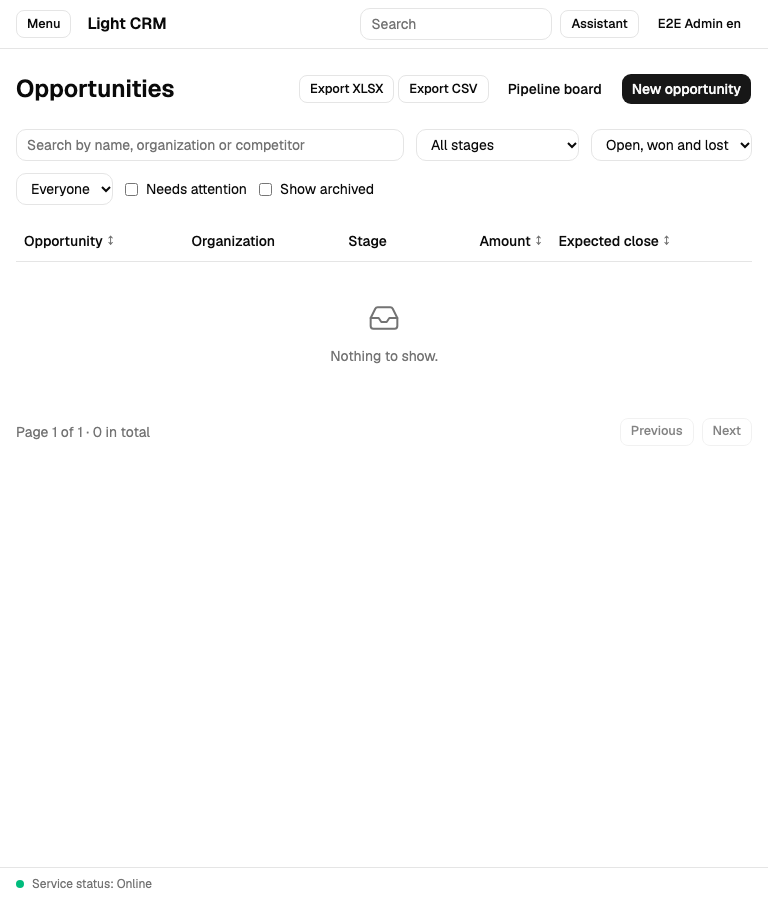 Menu Light CRM Search Assistant E2E Admin en
Opportunities Export XLSX Export CSV Pipeline board New opportunity
Search by name, organization or competitor All stages Open, won and lost
Everyone Needs attention Show archived
Opportunity ↕ Organization Stage Amount ↕ Expected close ↕
Nothing to show.
Page 1 of 1 · 0 in total Previous Next
Service status: Online